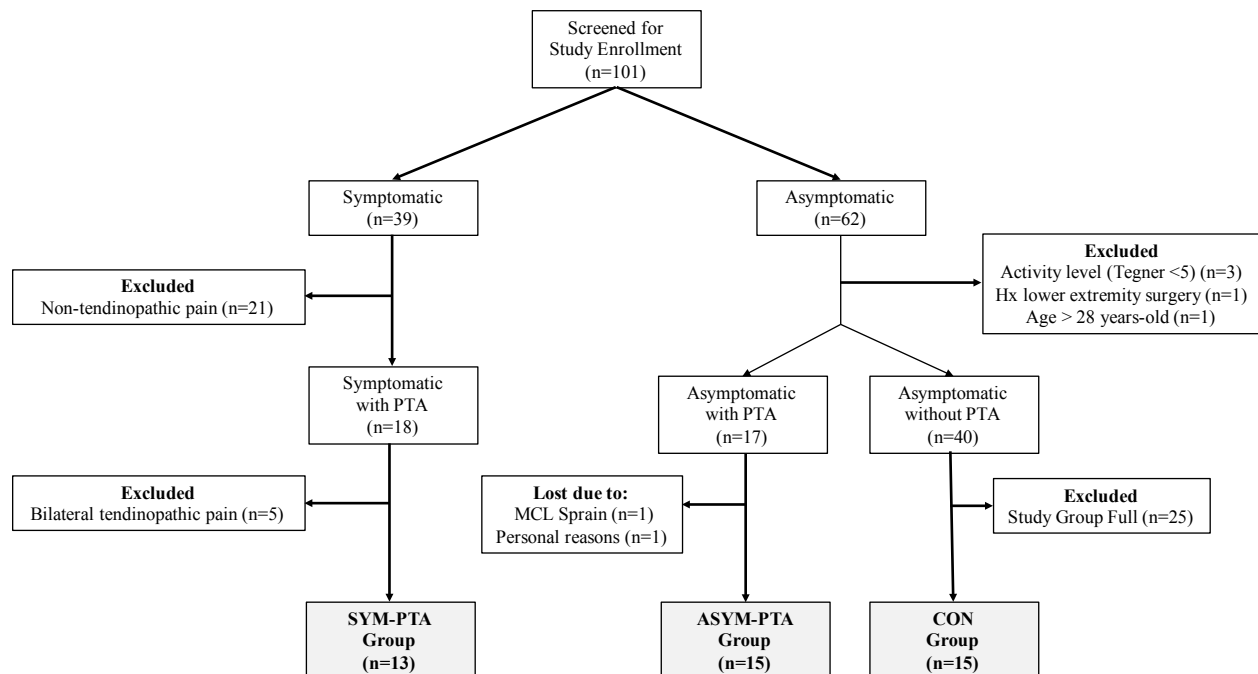 Screened for
Study Enrollment
(n=101)
Symptomatic
(n=39)
Asymptomatic
(n=62)
Excluded
Non-tendinopathic pain (n=21)
Excluded
Activity level (Tegner <5) (n=3)
Hx lower extremity surgery (n=1)
Age > 28 years-old (n=1)
Symptomatic
with PTA
(n=18)
Asymptomatic
with PTA
(n=17)
Asymptomatic
without PTA
(n=40)
Excluded
Bilateral tendinopathic pain (n=5)
Lost due to:
MCL Sprain (n=1)
Personal reasons (n=1)
Excluded
Study Group Full (n=25)
SYM-PTA
Group
(n=13)
ASYM-PTA
Group
(n=15)
CON
Group
(n=15)